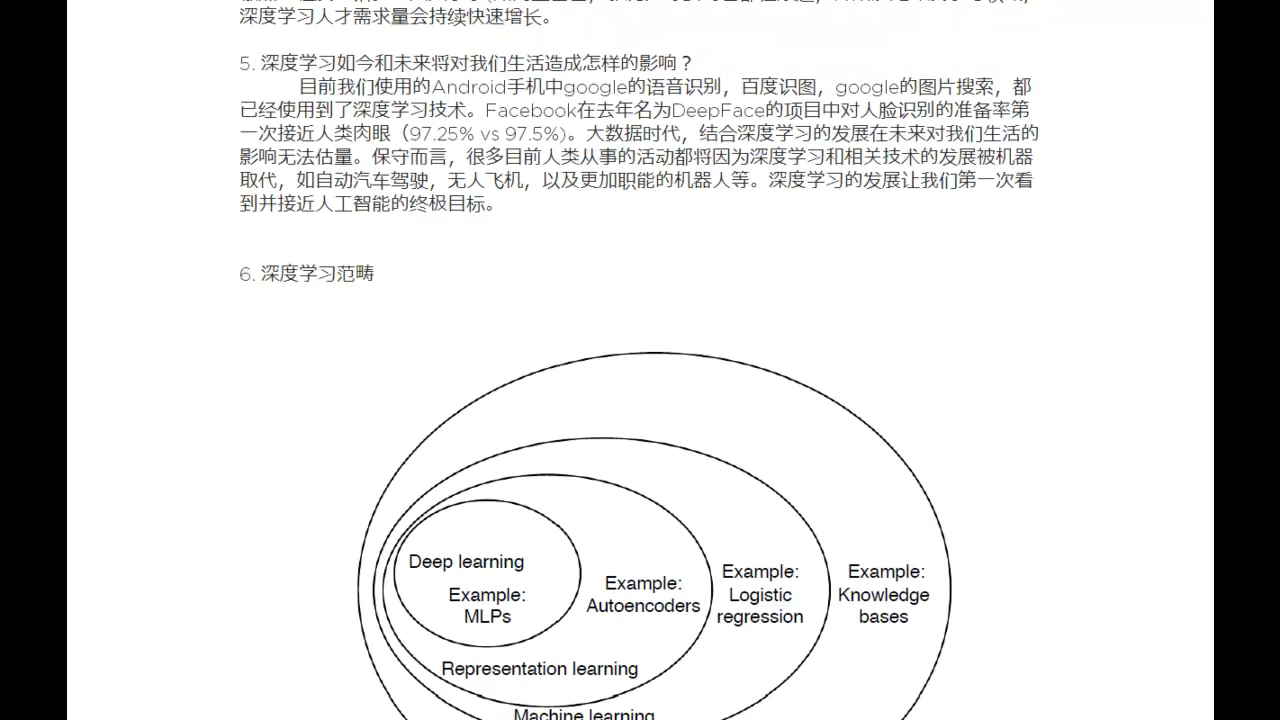 深度学习人才需求量会持续快速增长。
5. 深度学习如今和未来将对我们生活造成怎样的影响？
目前我们使用的Android手机中google的语音识别，百度识图，google的图片搜索，都
已经使用到了深度学习技术。Facebook在去年名为DeepFace的项目中对人脸识别的准备率第
一次接近人类肉眼（97.25% vs 97.5%)。大数据时代，结合深度学习的发展在未来对我们生活的
影响无法估量。保守而言，很多目前人类从事的活动都将因为深度学习和相关技术的发展被机器
取代，如自动汽车驾驶，无人飞机，以及更加职能的机器人等。深度学习的发展让我们第一次看
到并接近人工智能的终极目标。
6. 深度学习范畴
Deep learning
Example:
MLPs
Example:
Autoencoders
Example:
Logistic
regression
Example:
Knowledge
bases
Representation learning
Machine learning